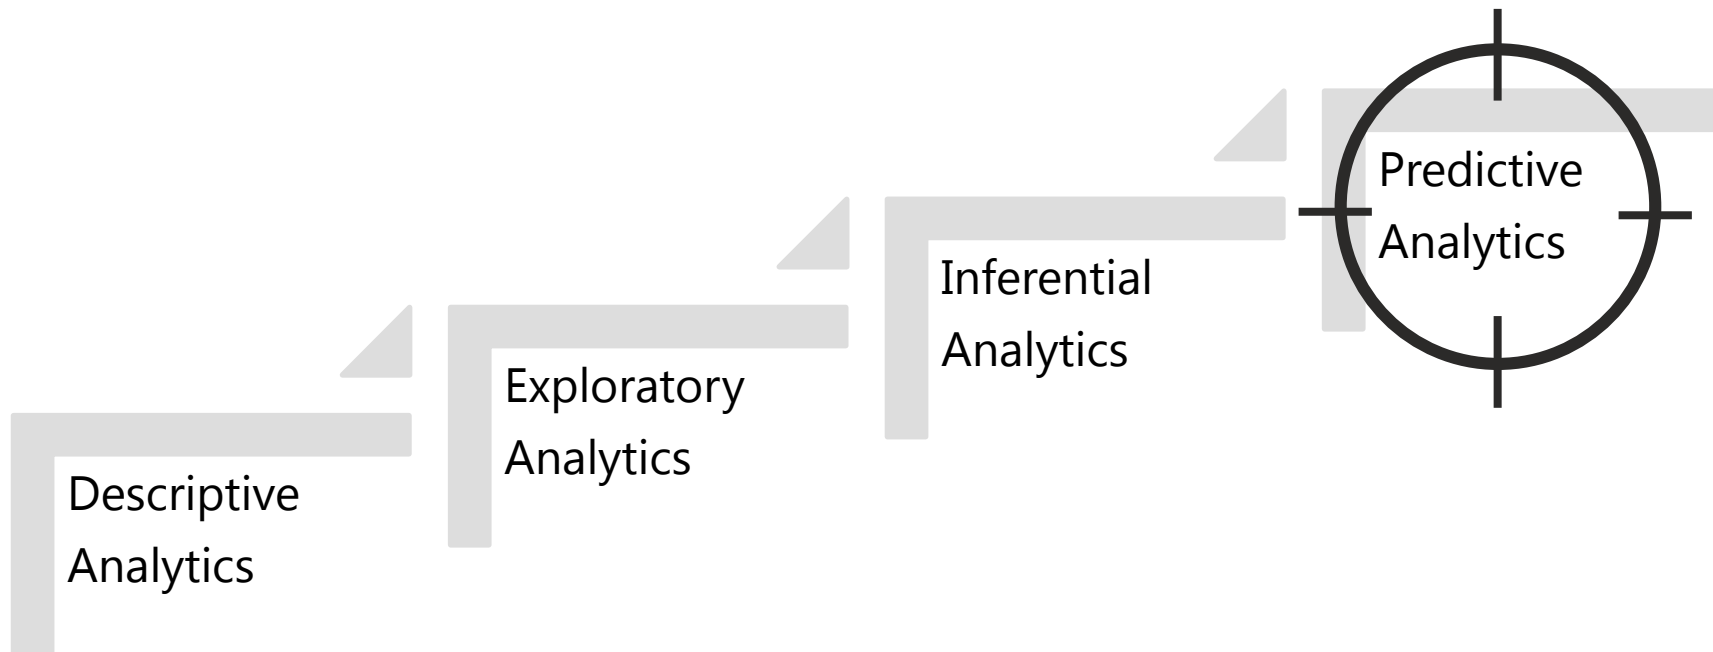 Descriptive
Analytics
Exploratory
Analytics
Inferential
Analytics
Predictive
Analytics